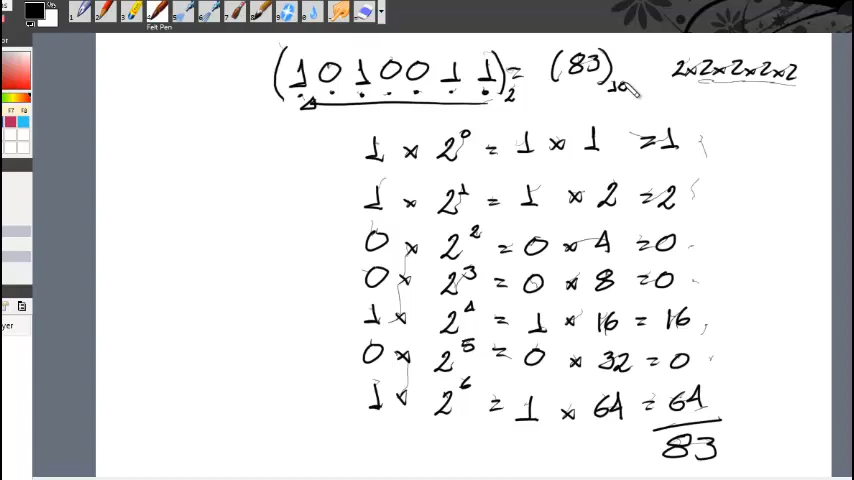 Felt Pen
(1010011)₂ = (83)₁₀ 2×2×2×2×2
1 × 2⁰ = 1 × 1 = 1
1 × 2¹ = 1 × 2 = 2
0 × 2² = 0 × 4 = 0
0 × 2³ = 0 × 8 = 0
1 × 2⁴ = 1 × 16 = 16
0 × 2⁵ = 0 × 32 = 0
1 × 2⁶ = 1 × 64 = 64
83